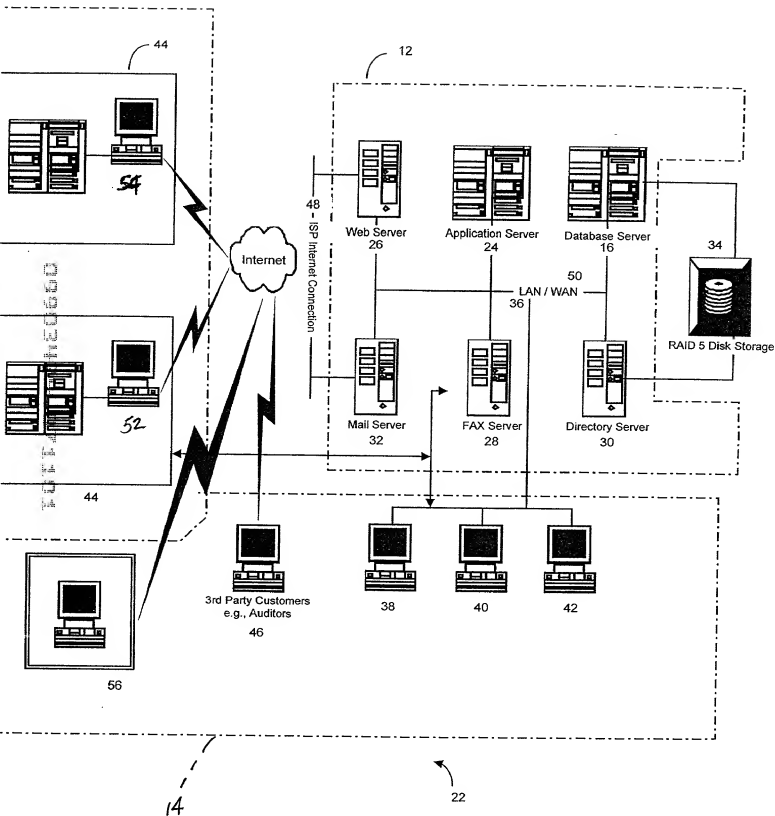 44
12
54
Internet
48 - ISP Internet Connection
Web Server
26
Application Server
24
Database Server
16
34
RAID 5 Disk Storage
50
LAN / WAN
36
52
Mail Server
32
FAX Server
28
Directory Server
30
44
56
3rd Party Customers
e.g., Auditors
46
38
40
42
14
22